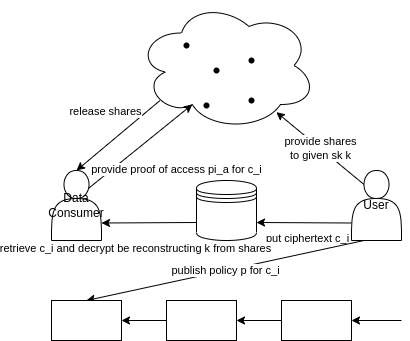 release shares
provide shares
to given sk k
provide proof of access pi_a for c_i
Data
Consumer
User
put ciphertext c_i
retrieve c_i and decrypt be reconstructing k from shares
publish policy p for c_i